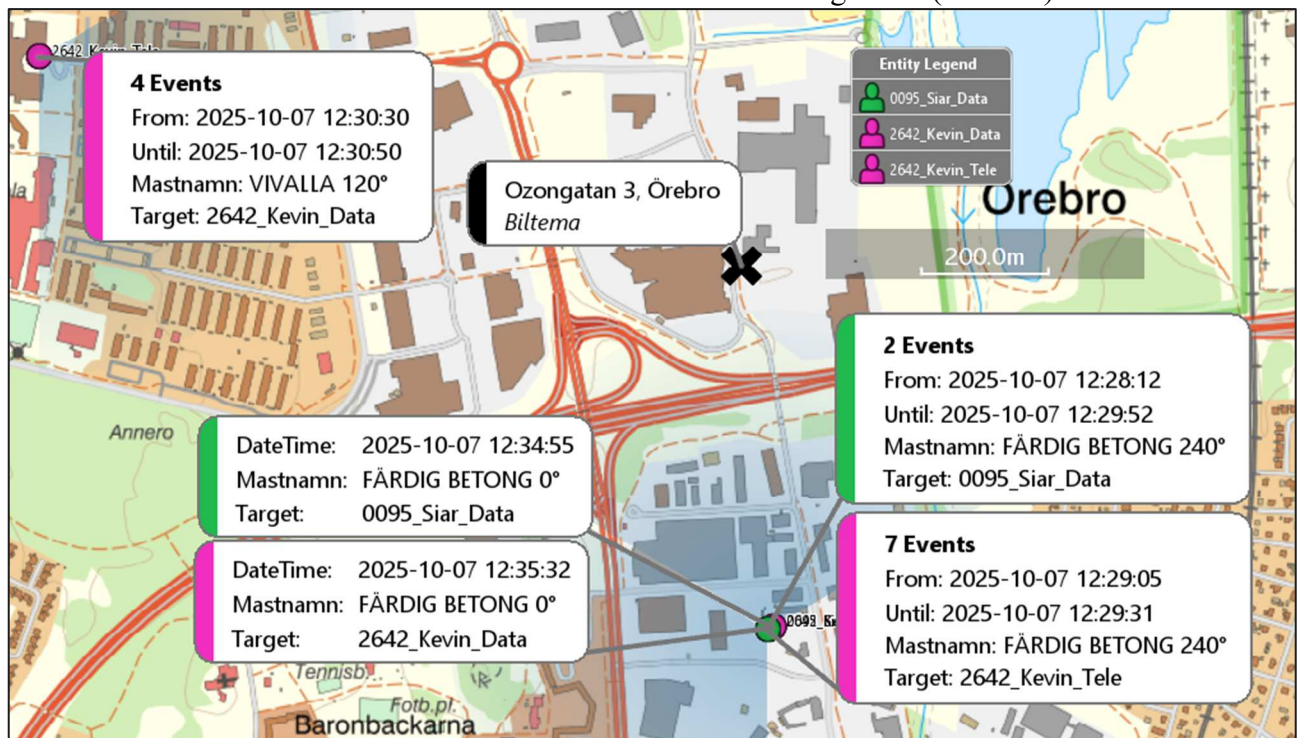 2642_Kevin_Tele
4 Events
From: 2025-10-07 12:30:30
Until: 2025-10-07 12:30:50
Mastnamn: VIVALLA 120°
Target: 2642_Kevin_Data
Ozongatan 3, Örebro
Biltema
Entity Legend
0095_Siar_Data
2642_Kevin_Data
2642_Kevin_Tele
Örebro
200.0m
2 Events
From: 2025-10-07 12:28:12
Until: 2025-10-07 12:29:52
Mastnamn: FÄRDIG BETONG 240°
Target: 0095_Siar_Data
Annero
DateTime: 2025-10-07 12:34:55
Mastnamn: FÄRDIG BETONG 0°
Target: 0095_Siar_Data
7 Events
From: 2025-10-07 12:29:05
Until: 2025-10-07 12:29:31
Mastnamn: FÄRDIG BETONG 240°
Target: 2642_Kevin_Tele
DateTime: 2025-10-07 12:35:32
Mastnamn: FÄRDIG BETONG 0°
Target: 2642_Kevin_Data
Tennisb.
Fotb.pl.
Baronbackarna